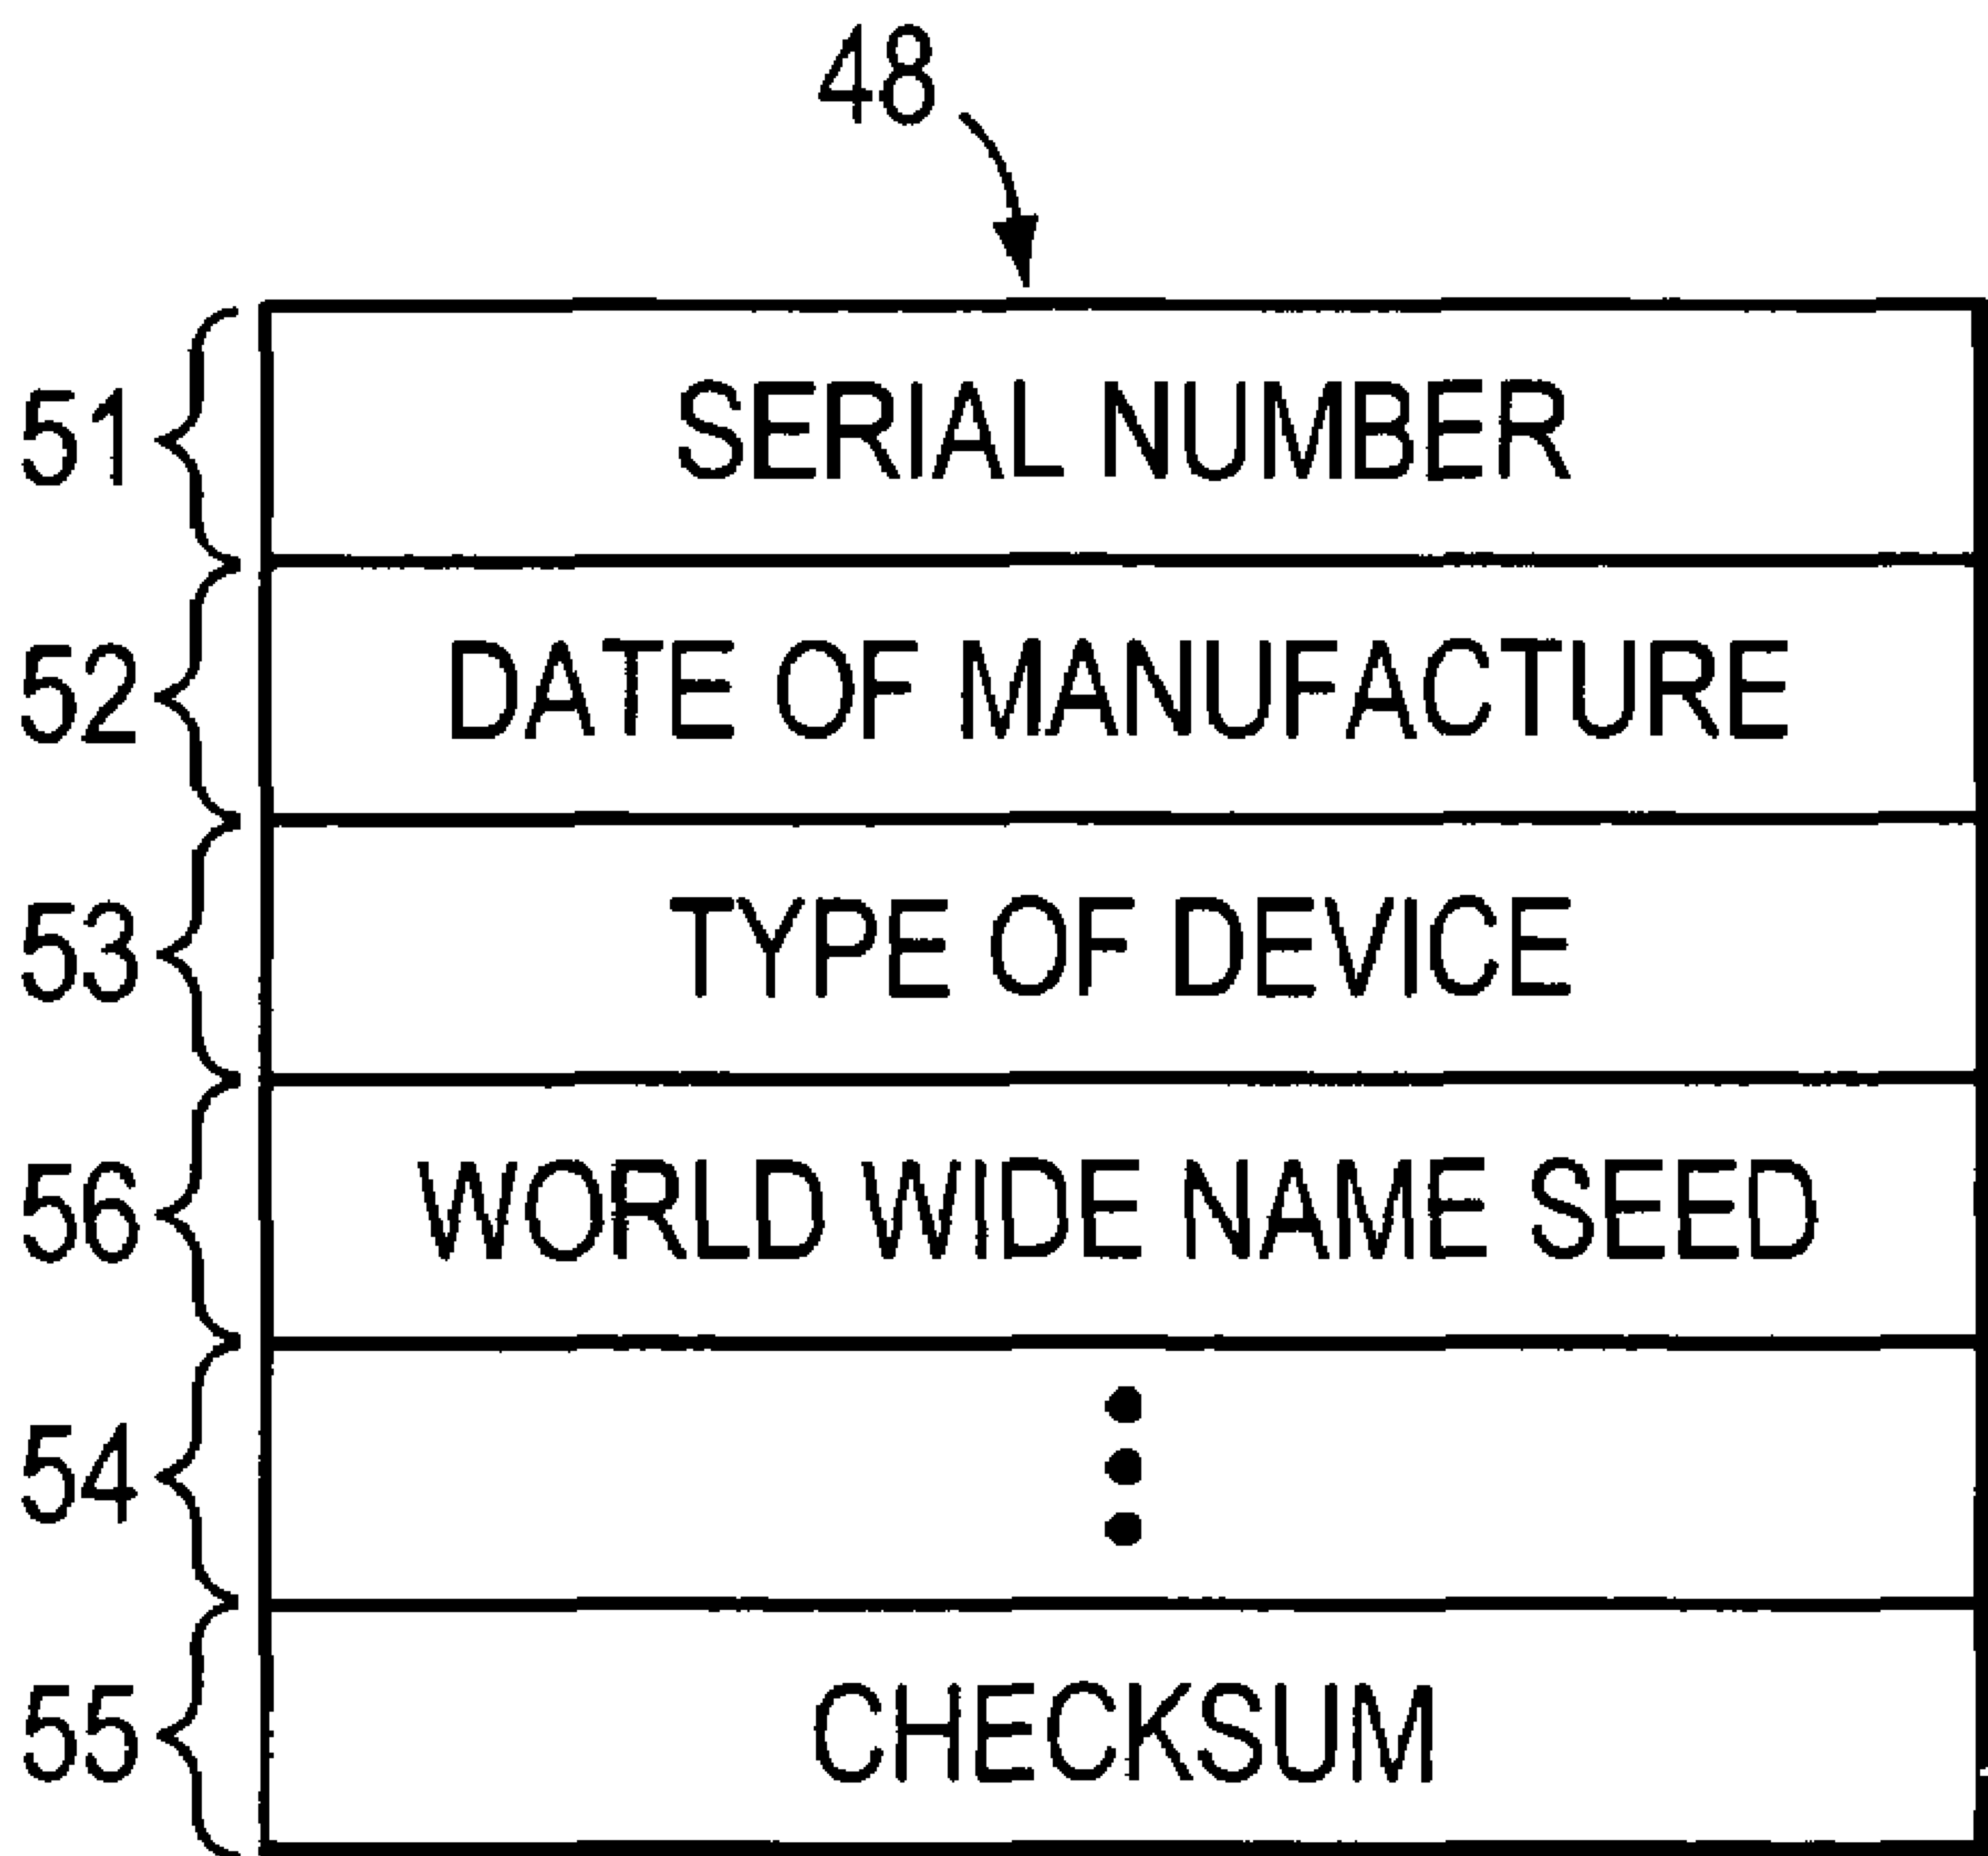 48
51 SERIAL NUMBER
52 DATE OF MANUFACTURE
53 TYPE OF DEVICE
56 WORLD WIDE NAME SEED
54
55 CHECKSUM